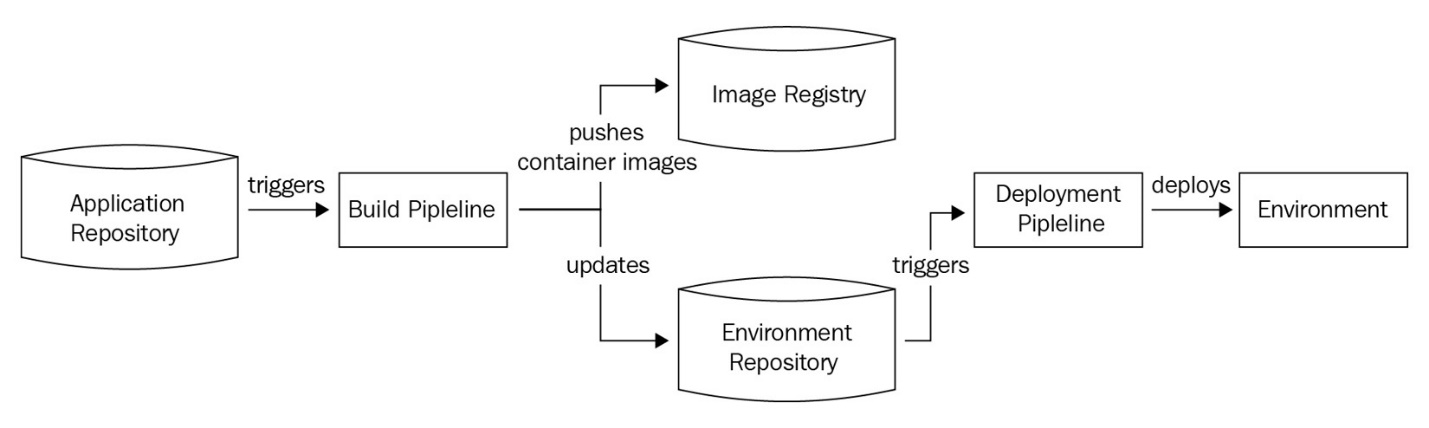 Application
Repository
triggers
Build Pipleline
pushes
container images
Image Registry
updates
Environment
Repository
triggers
Deployment
Pipleline
deploys
Environment